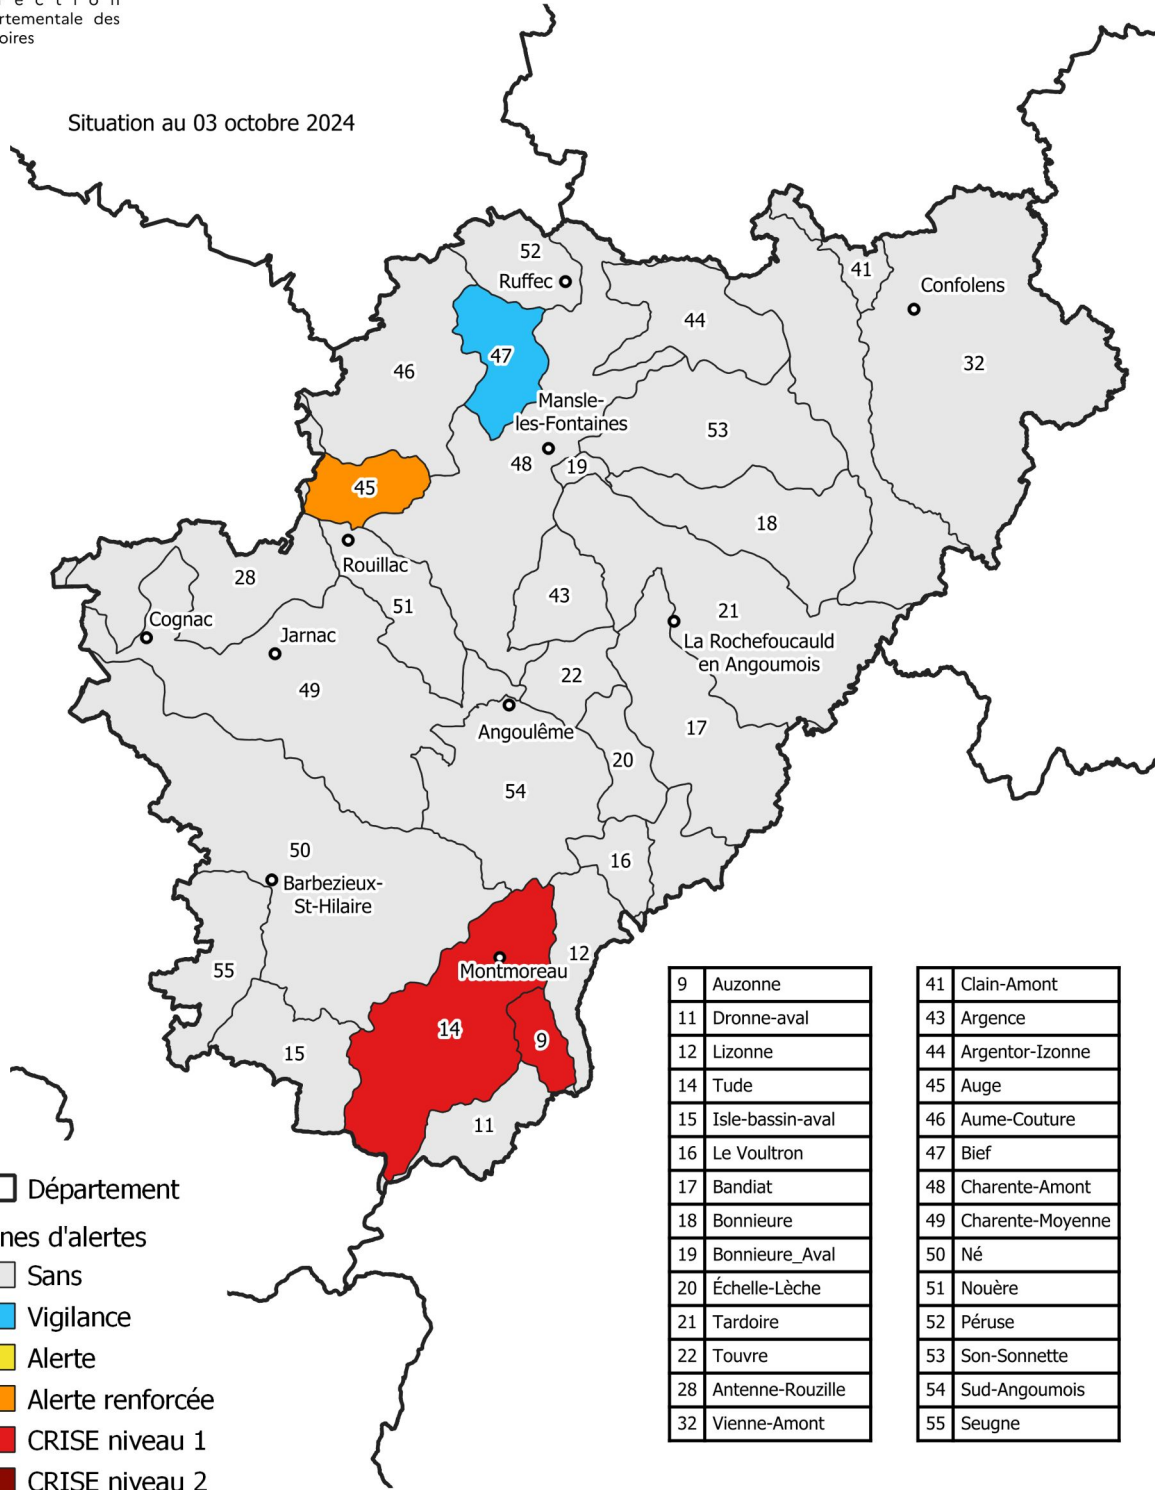 rtementale des
oires
Situation au 03 octobre 2024
52
Ruffec
41
Confolens
44
47
46
32
Mansle-
les-Fontaines
53
48
19
45
18
Rouillac
28
43
51
21
Cognac
Jarnac
La Rochefoucauld
en Angoumois
22
49
Angoulême
17
20
54
50
16
Barbezieux-
St-Hilaire
12
55
Montmoreau
14
9
15
11
9 Auzonne
11 Dronne-aval
12 Lizonne
14 Tude
15 Isle-bassin-aval
16 Le Voultron
17 Bandiat
18 Bonnieure
19 Bonnieure_Aval
20 Échelle-Lèche
21 Tardoire
22 Touvre
28 Antenne-Rouzille
32 Vienne-Amont
41 Clain-Amont
43 Argence
44 Argentor-Izonne
45 Auge
46 Aume-Couture
47 Bief
48 Charente-Amont
49 Charente-Moyenne
50 Né
51 Nouère
52 Péruse
53 Son-Sonnette
54 Sud-Angoumois
55 Seugne
Département
nes d'alertes
Sans
Vigilance
Alerte
Alerte renforcée
CRISE niveau 1
CRISE niveau 2